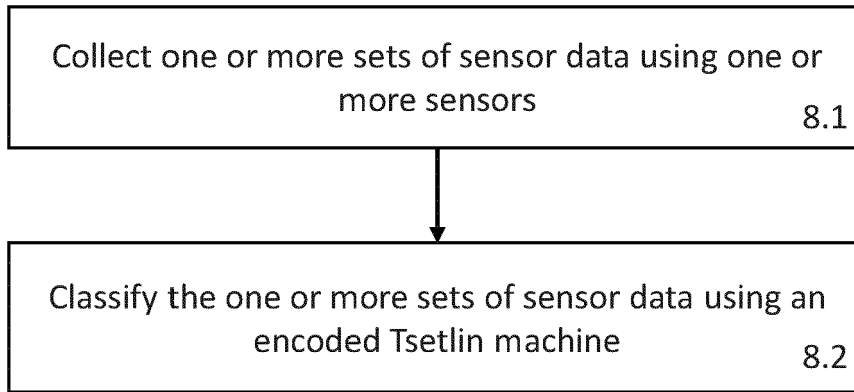 Collect one or more sets of sensor data using one or
more sensors
8.1
Classify the one or more sets of sensor data using an
encoded Tsetlin machine
8.2